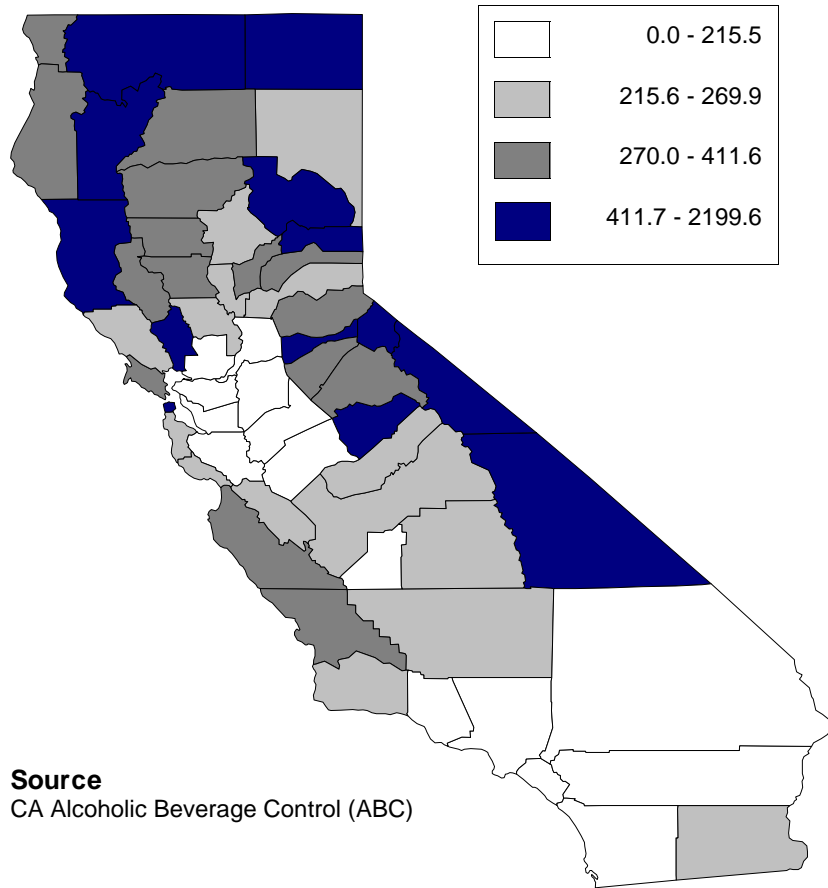 0.0 - 215.5
215.6 - 269.9
270.0 - 411.6
411.7 - 2199.6
Source
CA Alcoholic Beverage Control (ABC)